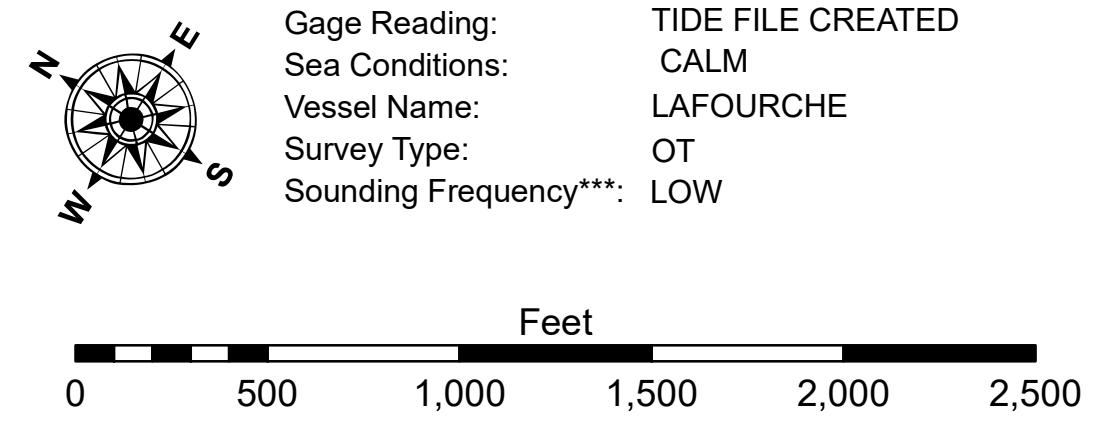 N
E
S
W
Gage Reading: TIDE FILE CREATED
Sea Conditions: CALM
Vessel Name: LAFOURCHE
Survey Type: OT
Sounding Frequency***: LOW
Feet
0 500 1,000 1,500 2,000 2,500